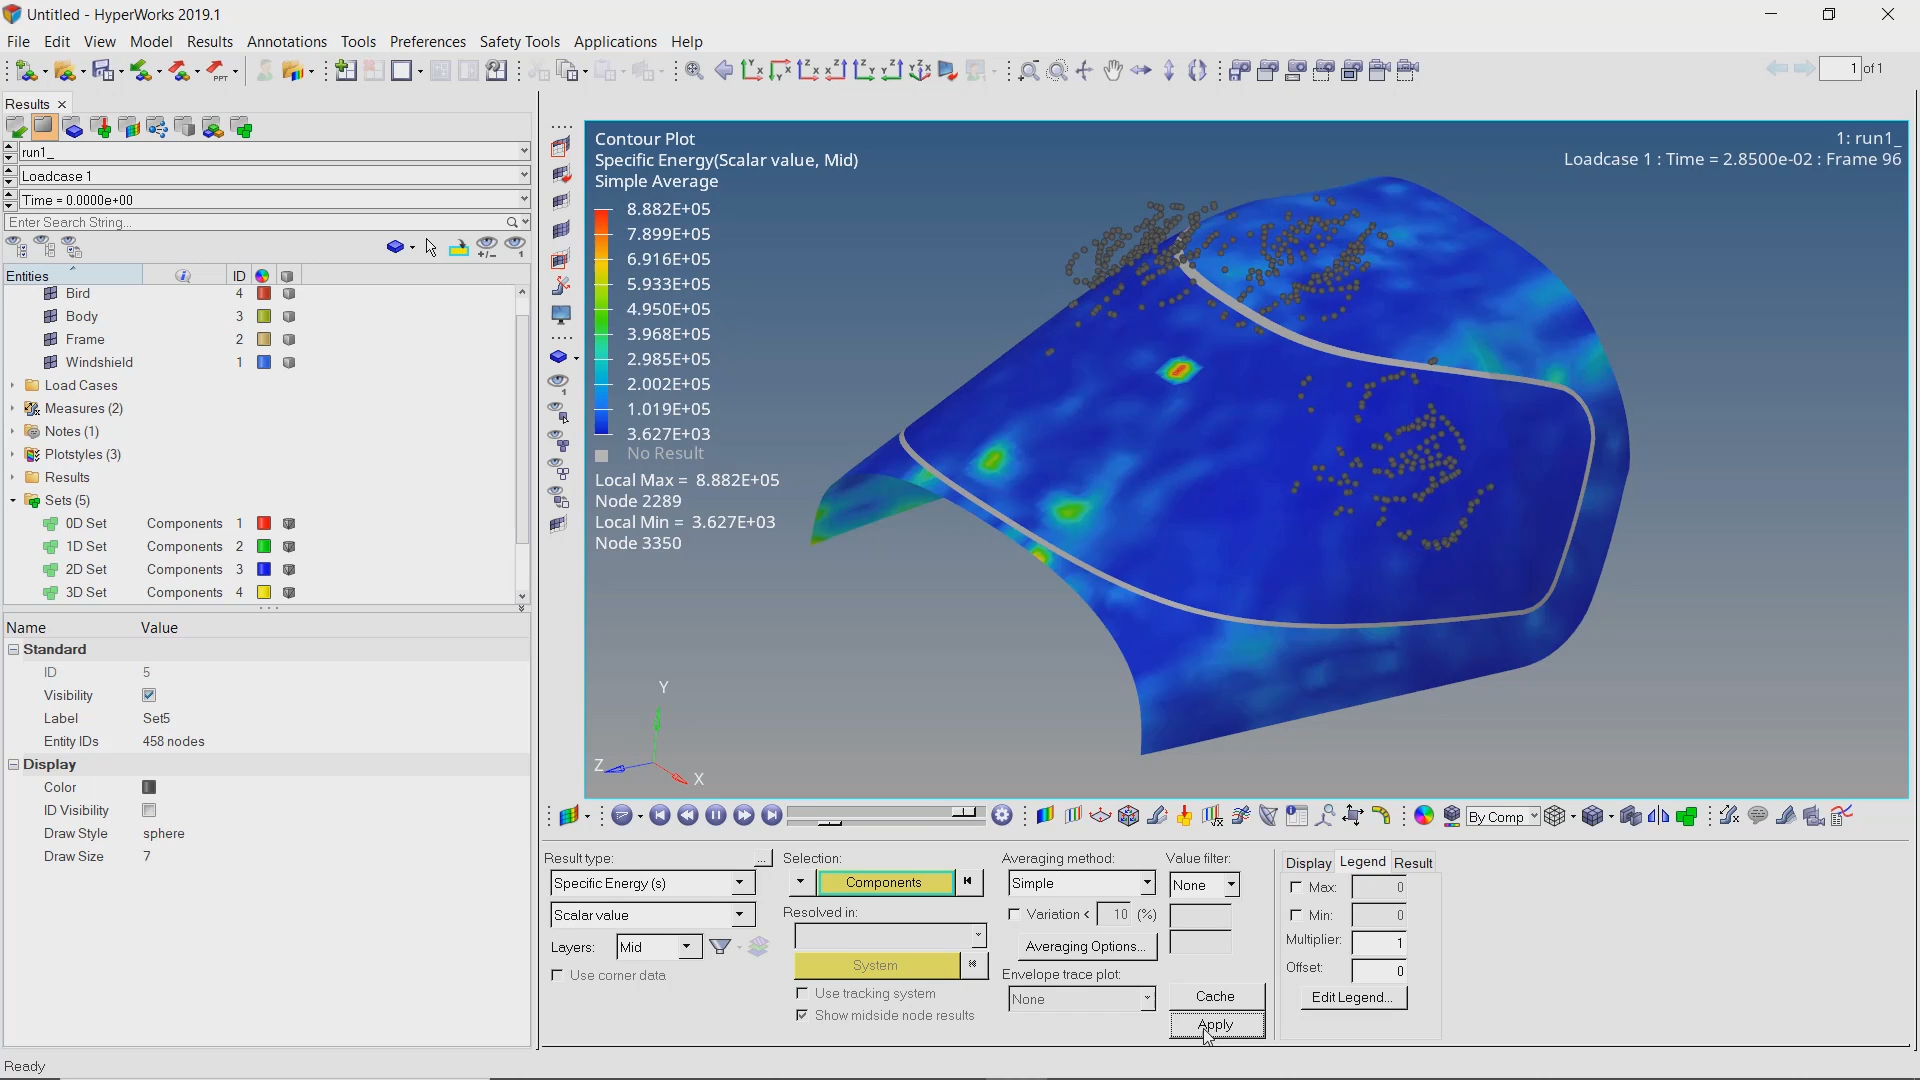 Untitled - HyperWorks 2019.1
File Edit View Model Results Annotations Tools Preferences Safety Tools Applications Help
PPT
1 of 1
Results
run1_
Loadcase 1
Time = 0.0000e+00
Enter Search String...
Entities ID
Bird 4
Body 3
Frame 2
Windshield 1
Load Cases
Measures (2)
Notes (1)
Plotstyles (3)
Results
Sets (5)
0D Set Components 1
1D Set Components 2
2D Set Components 3
3D Set Components 4
Name Value
Standard
ID 5
Visibility
Label Set5
Entity IDs 458 nodes
Display
Color
ID Visibility
Draw Style sphere
Draw Size 7
Contour Plot
Specific Energy(Scalar value, Mid)
Simple Average
8.882E+05
7.899E+05
6.916E+05
5.933E+05
4.950E+05
3.968E+05
2.985E+05
2.002E+05
1.019E+05
3.627E+03
No Result
Local Max = 8.882E+05
Node 2289
Local Min = 3.627E+03
Node 3350
1: run1_
Loadcase 1 : Time = 2.8500e-02 : Frame 96
Y
Z
X
By Comp
Result type: ...
Specific Energy (s)
Scalar value
Layers: Mid
Use corner data
Selection:
Components
Resolved in:
System
Use tracking system
Show midside node results
Averaging method:
Simple
Variation < 10 (%)
Averaging Options...
Envelope trace plot:
None
Value filter:
None
Cache
Apply
Display Legend Result
Max: 0
Min: 0
Multiplier: 1
Offset: 0
Edit Legend...
Ready